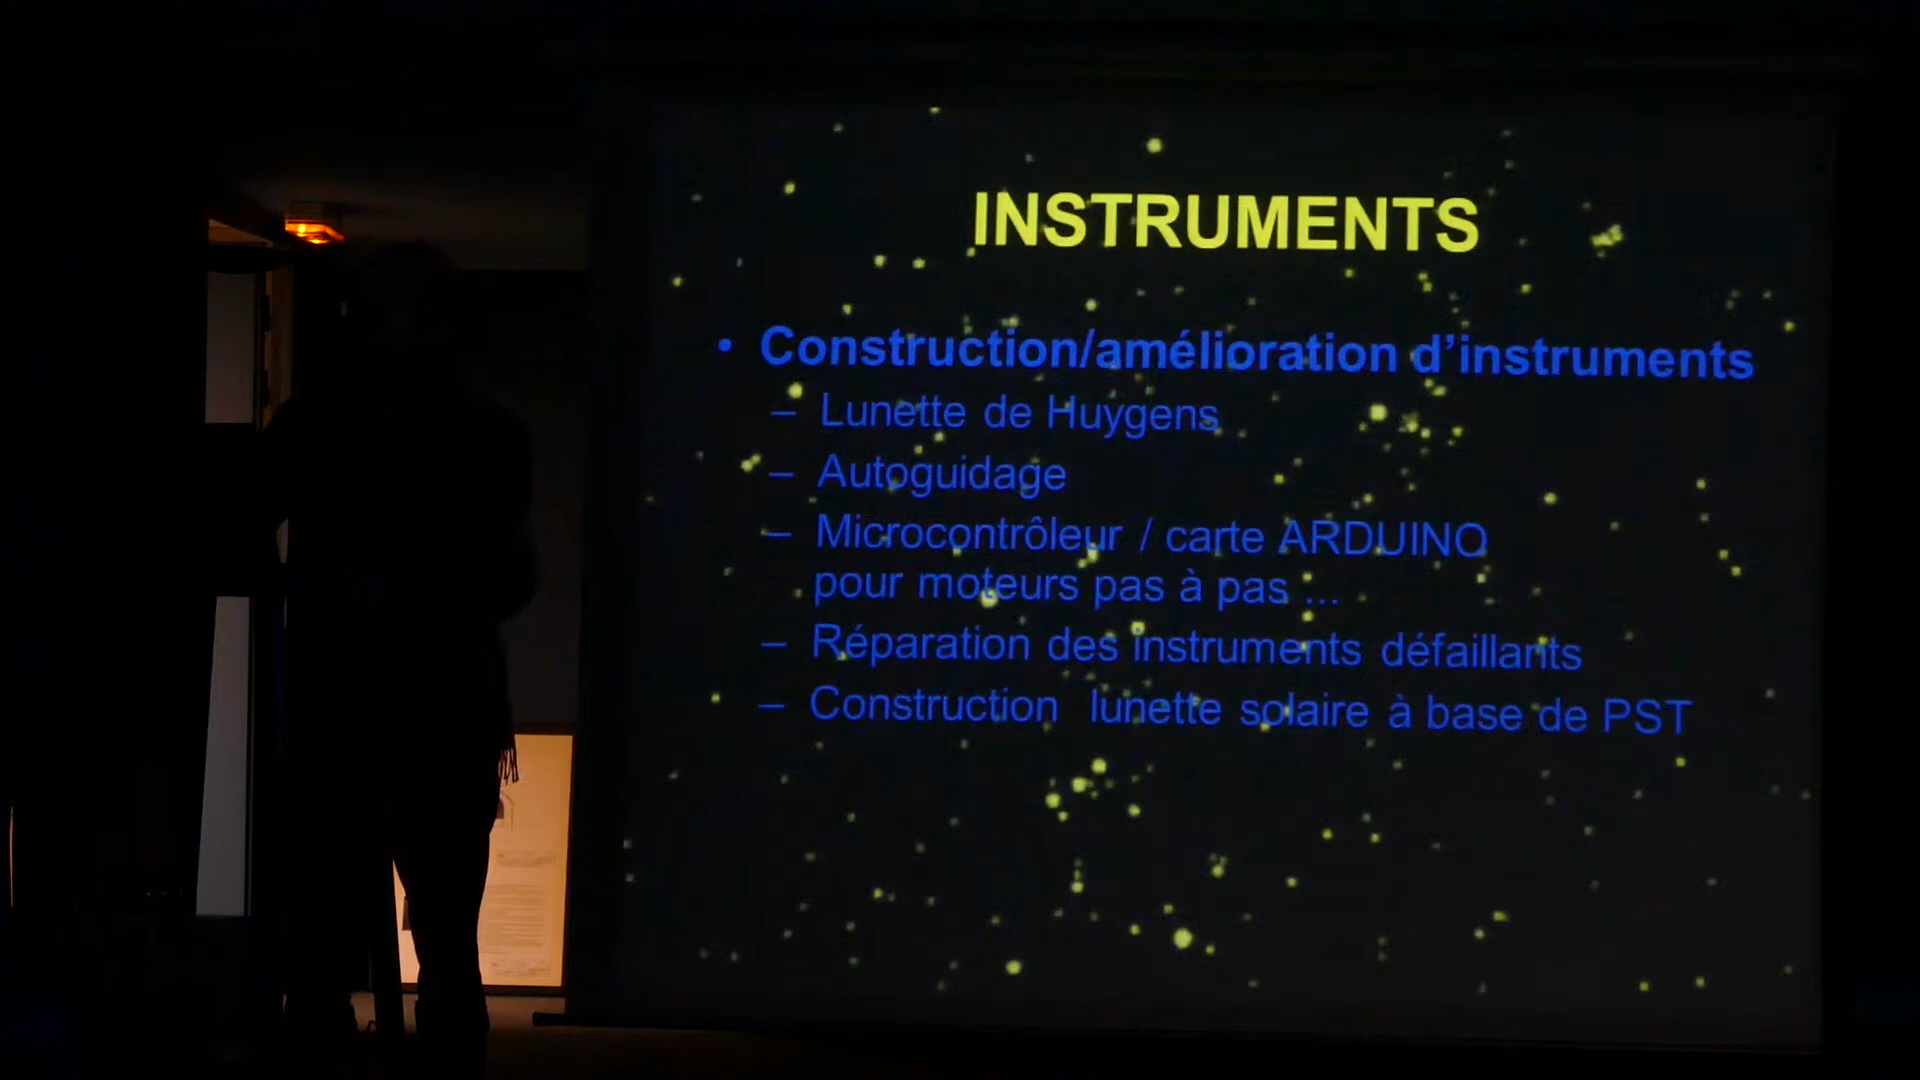 INSTRUMENTS
• Construction/amélioration d’instruments
– Lunette de Huygens
– Autoguidage
– Microcontrôleur / carte ARDUINO
pour moteurs pas à pas ...
– Réparation des instruments défaillants
– Construction lunette solaire à base de PST